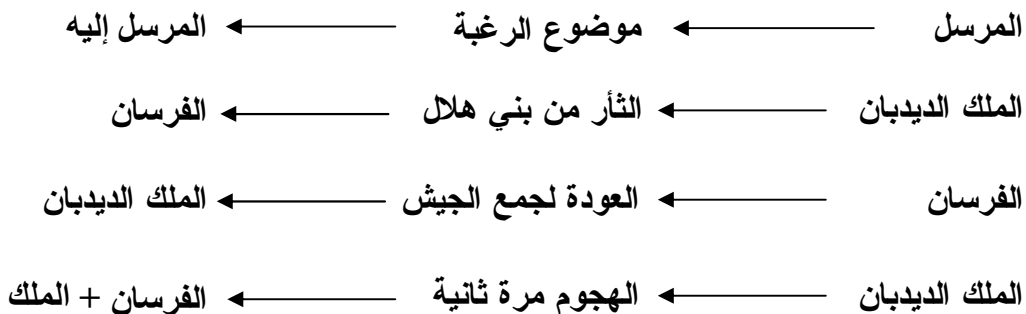 المرسل موضوع الرغبة المرسل إليه
الملك الديدبان الثأر من بني هلال الفرسان
الفرسان العودة لجمع الجيش الملك الديدبان
الملك الديدبان الهجوم مرة ثانية الفرسان + الملك